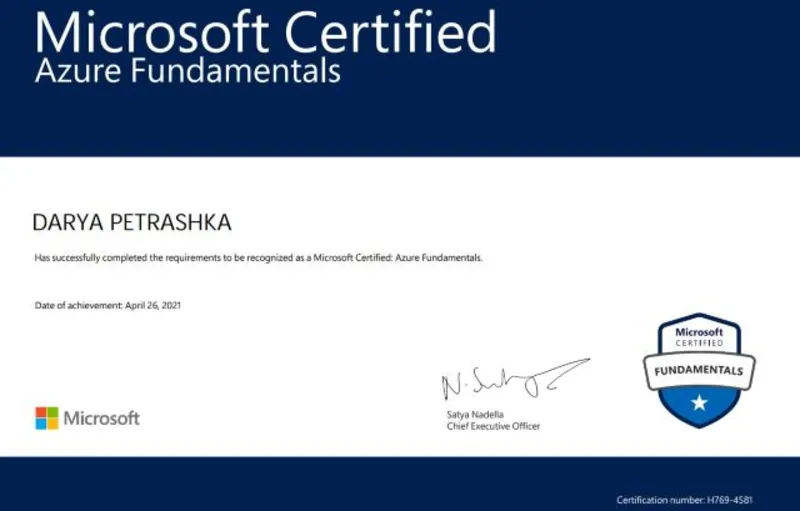 Microsoft Certified
Azure Fundamentals
DARYA PETRASHKA
Has successfully completed the requirements to be recognized as a Microsoft Certified: Azure Fundamentals.
Date of achievement: April 26, 2021
Microsoft
CERTIFIED
FUNDAMENTALS
Satya Nadella
Chief Executive Officer
Microsoft
Certification number: H769-4581